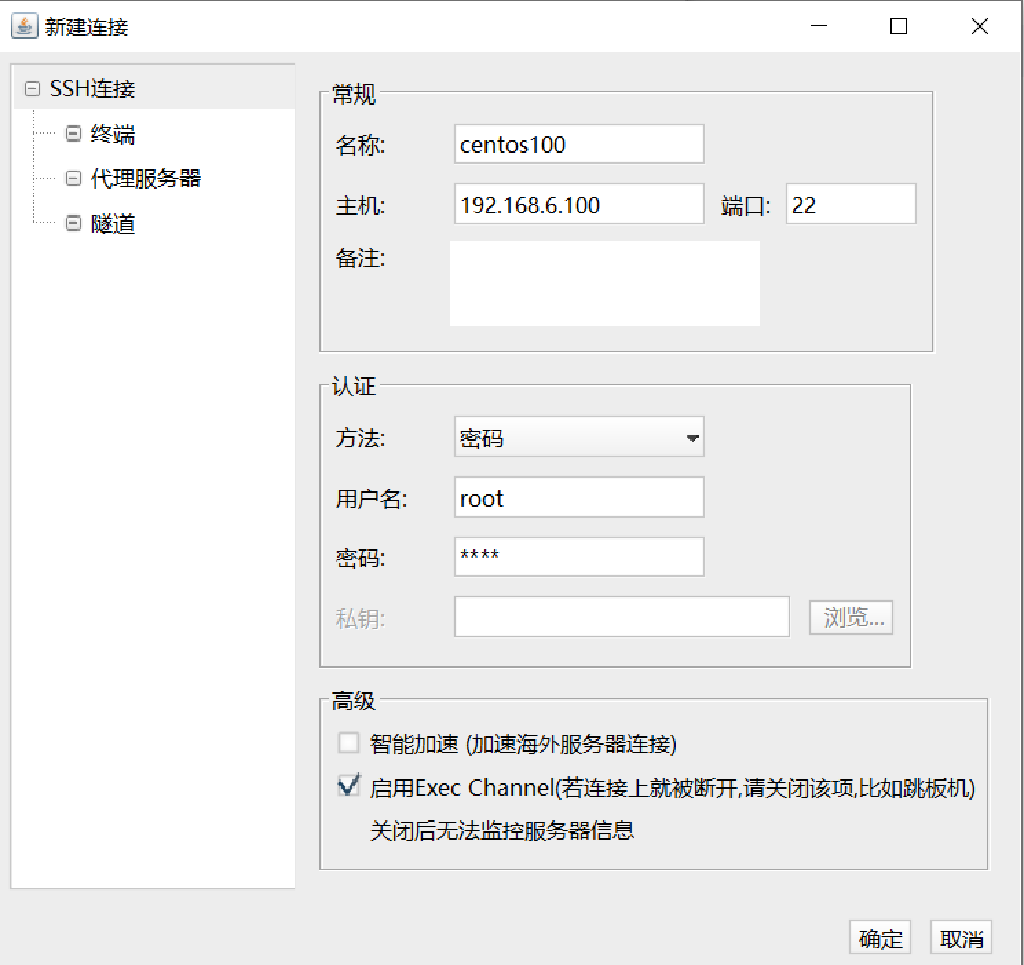 新建连接
SSH连接
终端
代理服务器
隧道
常规
名称: centos100
主机: 192.168.6.100 端口: 22
备注:
认证
方法: 密码
用户名: root
密码: ****
私钥: 浏览...
高级
智能加速 (加速海外服务器连接)
启用Exec Channel(若连接上就被断开,请关闭该项,比如跳板机)
关闭后无法监控服务器信息
确定 取消